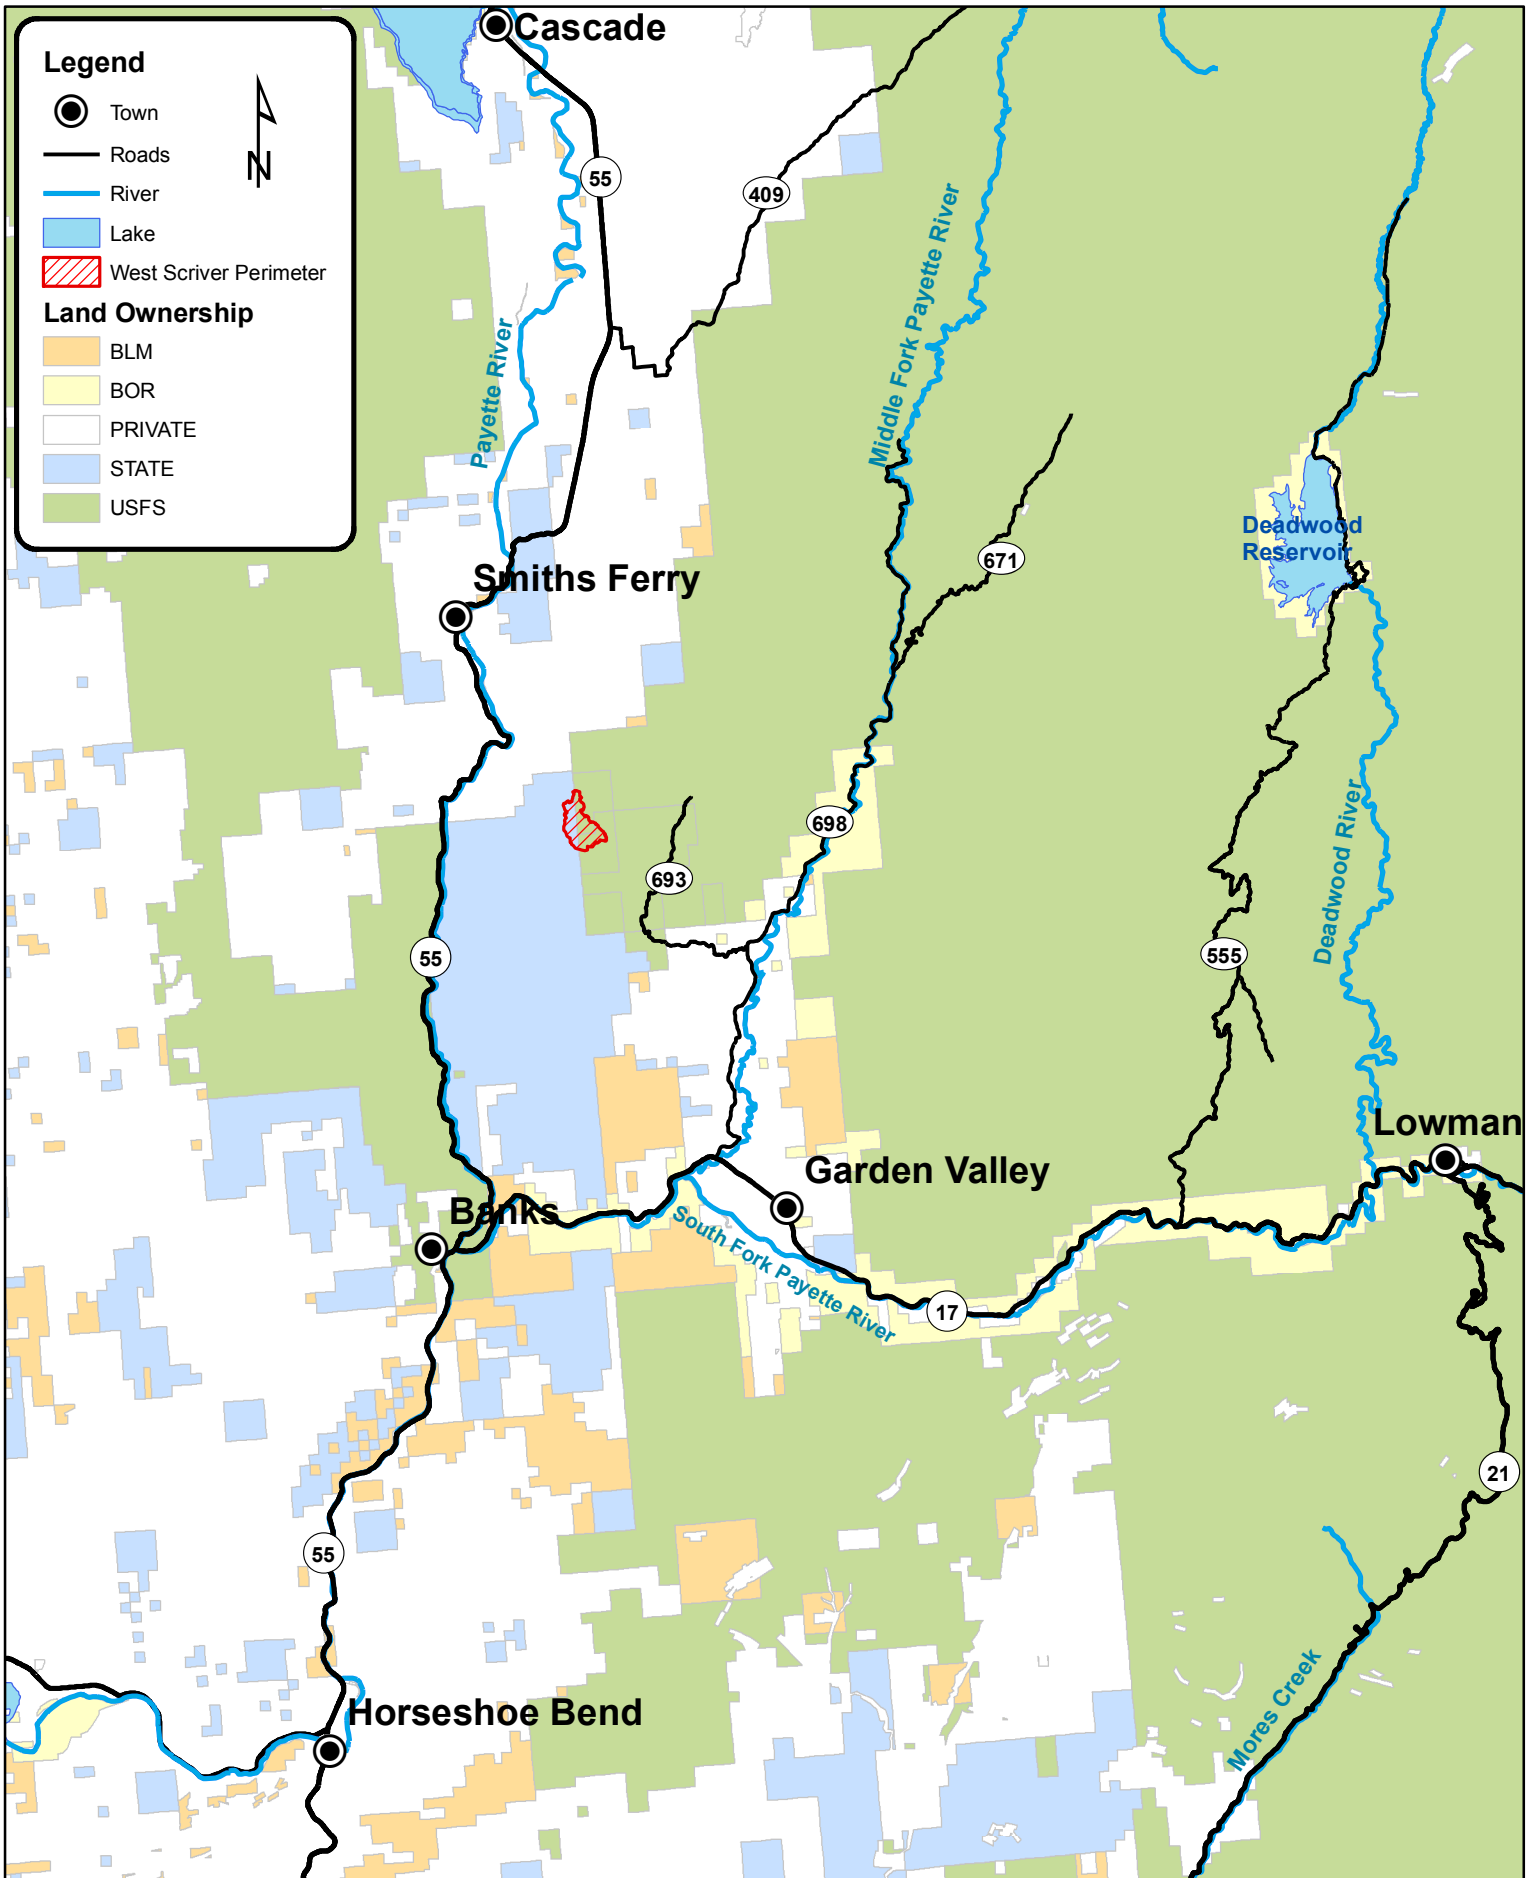 Legend
Town
Roads
River
Lake
West Scriver Perimeter
N
Land Ownership
BLM
BOR
PRIVATE
STATE
USFS
Cascade
55
409
Payette River
Middle Fork Payette River
Smiths Ferry
671
Deadwood
Reservoir
698
693
55
555
Deadwood River
Lowman
Garden Valley
Banks
South Fork Payette River
17
21
55
Horseshoe Bend
Mores Creek